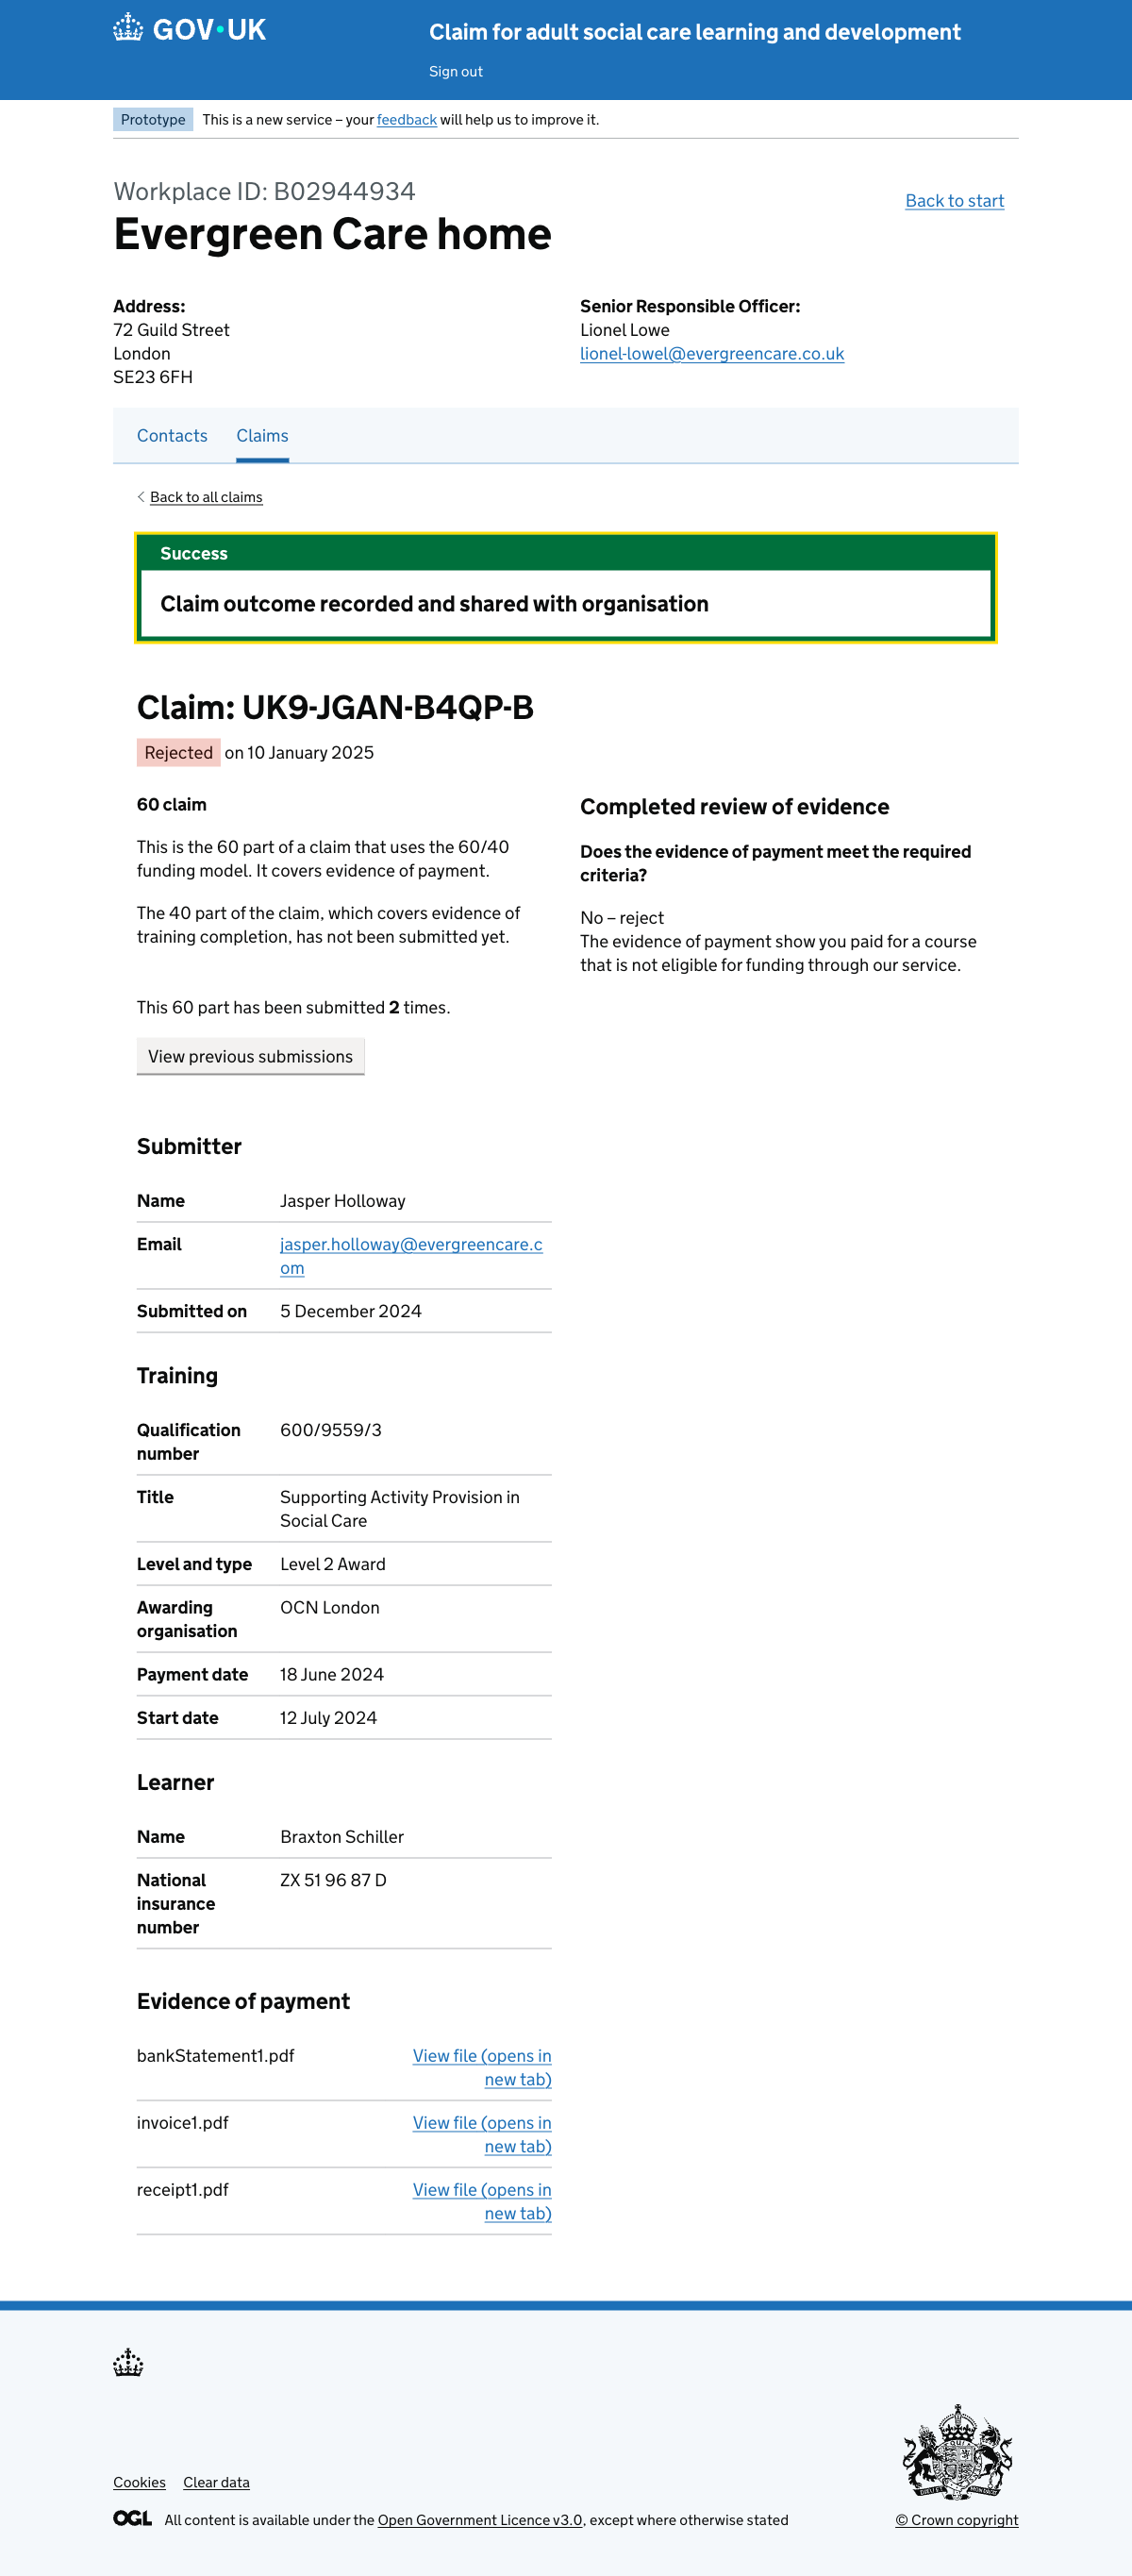 GOV•UK
Claim for adult social care learning and development
Sign out
Prototype
This is a new service – your feedback will help us to improve it.
Workplace ID: B02944934
Evergreen Care home
Back to start
Address:
72 Guild Street
London
SE23 6FH
Senior Responsible Officer:
Lionel Lowe
lionel-lowel@evergreencare.co.uk
Contacts
Claims
Back to all claims
Success
Claim outcome recorded and shared with organisation
Claim: UK9-JGAN-B4QP-B
Rejected on 10 January 2025
60 claim
This is the 60 part of a claim that uses the 60/40
funding model. It covers evidence of payment.
The 40 part of the claim, which covers evidence of
training completion, has not been submitted yet.
This 60 part has been submitted 2 times.
View previous submissions
Completed review of evidence
Does the evidence of payment meet the required
criteria?
No – reject
The evidence of payment show you paid for a course
that is not eligible for funding through our service.
Submitter
Name Jasper Holloway
Email jasper.holloway@evergreencare.c
om
Submitted on 5 December 2024
Training
Qualification 600/9559/3
number
Title Supporting Activity Provision in
Social Care
Level and type Level 2 Award
Awarding OCN London
organisation
Payment date 18 June 2024
Start date 12 July 2024
Learner
Name Braxton Schiller
National ZX 51 96 87 D
insurance
number
Evidence of payment
bankStatement1.pdf View file (opens in
new tab)
invoice1.pdf View file (opens in
new tab)
receipt1.pdf View file (opens in
new tab)
Cookies
Clear data
OGL All content is available under the Open Government Licence v3.0, except where otherwise stated
© Crown copyright